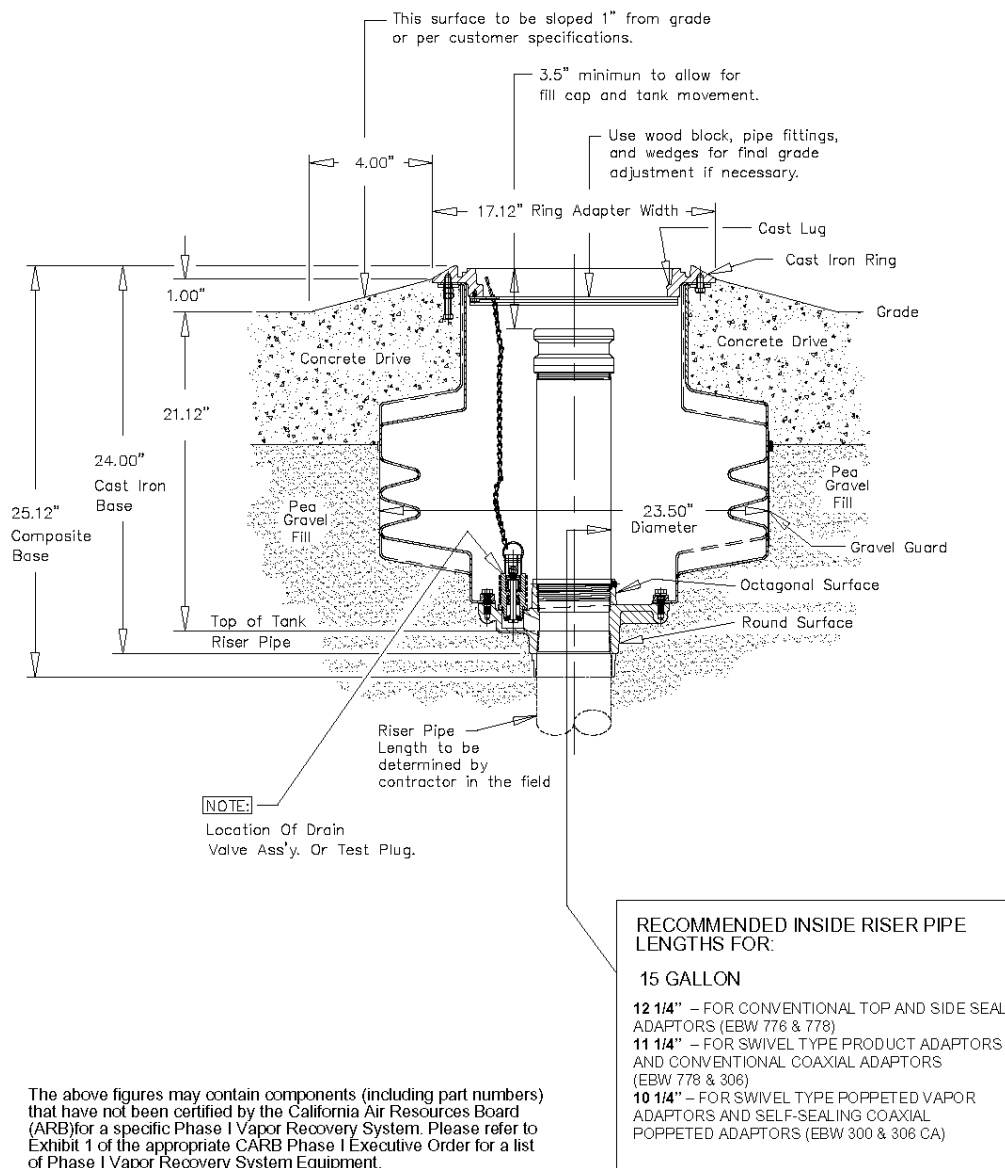 This surface to be sloped 1" from grade
or per customer specifications.
3.5" minimun to allow for
fill cap and tank movement.
Use wood block, pipe fittings,
and wedges for final grade
adjustment if necessary.
4.00"
17.12" Ring Adapter Width
Cast Lug
Cast Iron Ring
1.00"
Grade
Concrete Drive
Concrete Drive
21.12"
24.00"
Cast Iron
Base
25.12"
Composite
Base
Pea
Gravel
Fill
Pea
Gravel
Fill
23.50"
Diameter
Gravel Guard
Octagonal Surface
Round Surface
Top of Tank
Riser Pipe
Riser Pipe
Length to be
determined by
contractor in the field
NOTE:
Location Of Drain
Valve Ass'y. Or Test Plug.
RECOMMENDED INSIDE RISER PIPE
LENGTHS FOR:
15 GALLON
12 1/4" – FOR CONVENTIONAL TOP AND SIDE SEAL
ADAPTORS (EBW 776 & 778)
11 1/4" – FOR SWIVEL TYPE PRODUCT ADAPTORS
AND CONVENTIONAL COAXIAL ADAPTORS
(EBW 778 & 306)
10 1/4" – FOR SWIVEL TYPE POPPETED VAPOR
ADAPTORS AND SELF-SEALING COAXIAL
POPPETED ADAPTORS (EBW 300 & 306 CA)
The above figures may contain components (including part numbers)
that have not been certified by the California Air Resources Board
(ARB)for a specific Phase I Vapor Recovery System. Please refer to
Exhibit 1 of the appropriate CARB Phase I Executive Order for a list
of Phase I Vapor Recovery System Equipment.